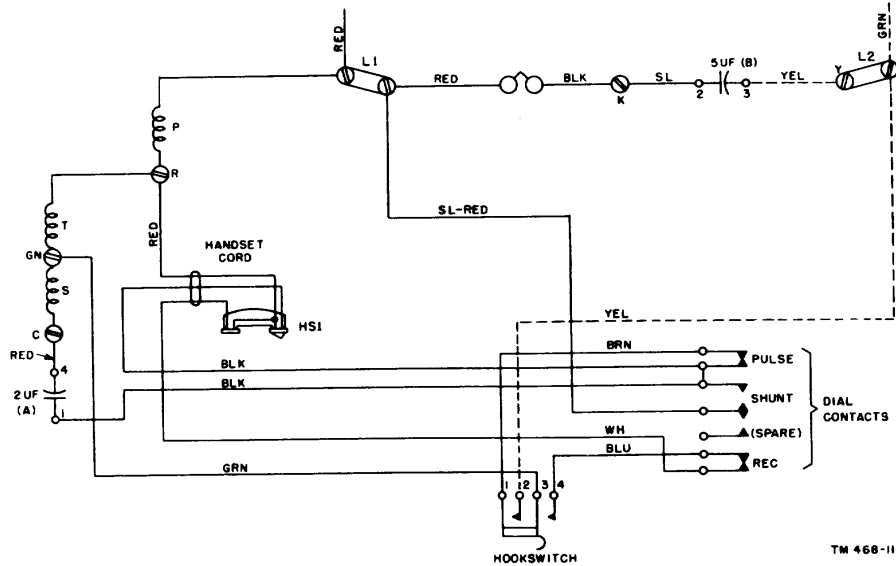 RED
L1
RED
BLK
K
SL
2
5UF (B)
3
YEL
Y
L2
GRN
P
R
T
GN
S
C
RED
4
2UF
(A)
1
RED
HANDSET
CORD
HS1
SL-RED
YEL
BRN
BLK
BLK
WH
BLU
GRN
PULSE
SHUNT
(SPARE)
REC
DIAL
CONTACTS
1 2 3 4
HOOKSWITCH
TM 468-11